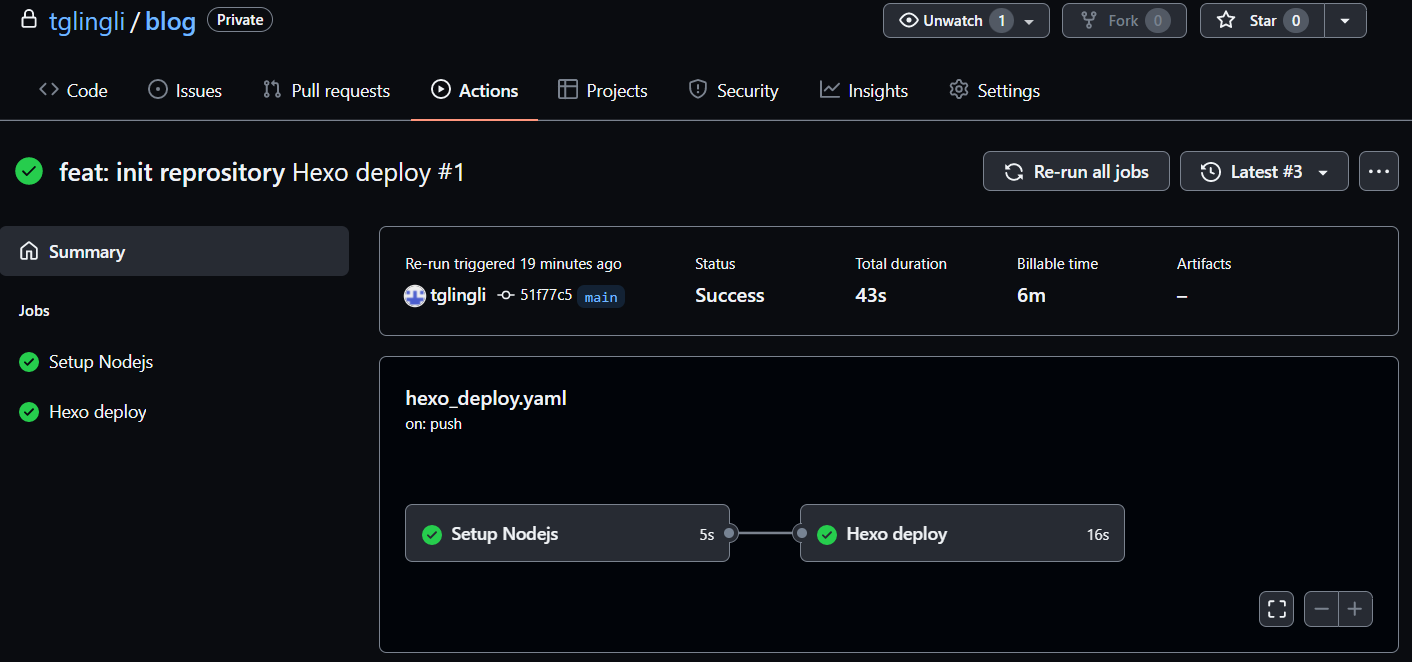 tglingli / blog Private Unwatch 1 Fork 0 Star 0
Code Issues Pull requests Actions Projects Security Insights Settings
feat: init reprository Hexo deploy #1 Re-run all jobs Latest #3
Summary
Jobs
Setup Nodejs
Hexo deploy
Re-run triggered 19 minutes ago Status Total duration Billable time Artifacts
tglingli 51f77c5 main Success 43s 6m –
hexo_deploy.yaml
on: push
Setup Nodejs 5s Hexo deploy 16s